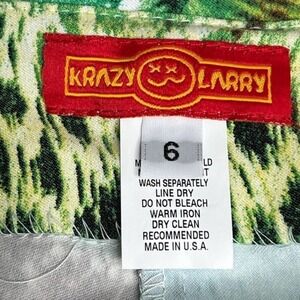 KRAZY LARRY
6
WASH SEPARATELY
LINE DRY
DO NOT BLEACH
WARM IRON
DRY CLEAN
RECOMMENDED
MADE IN U.S.A.